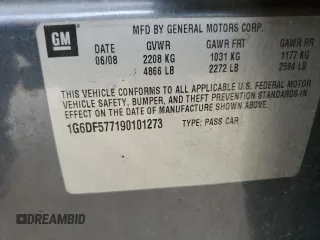 GM
MFD BY GENERAL MOTORS CORP.
DATE GVWR GAWR FRT GAWR RR
06/08 2208 KG 1031 KG 1177 KG
4866 LB 2272 LB 2594 LB
THIS VEHICLE CONFORMS TO ALL APPLICABLE U.S. FEDERAL MOTOR
VEHICLE SAFETY, BUMPER, AND THEFT PREVENTION STANDARDS
IN EFFECT ON THE DATE OF MANUFACTURE SHOWN ABOVE.
1G6DF577190101273 TYPE: PASS CAR
DREAMBID